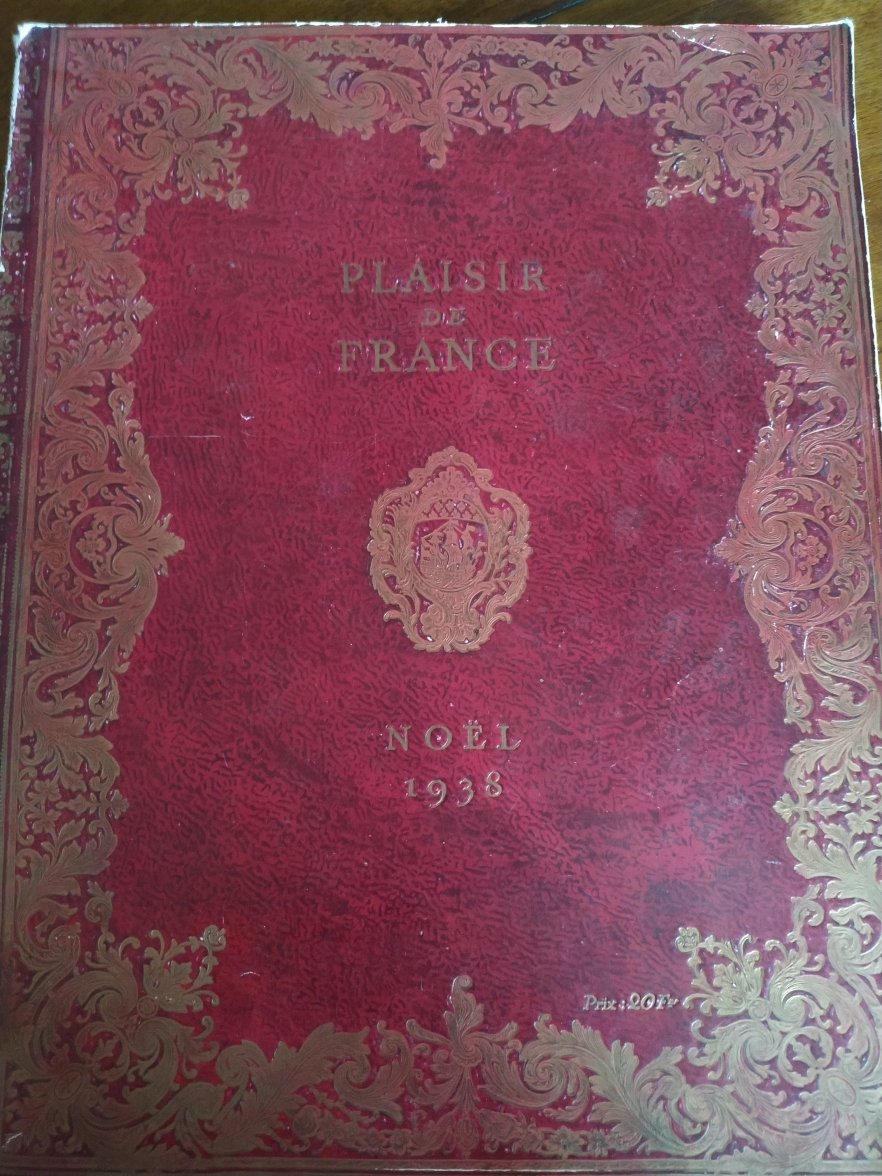 PLAISIR
DE
FRANCE
NOËL
1938
Prix : 20 Fr